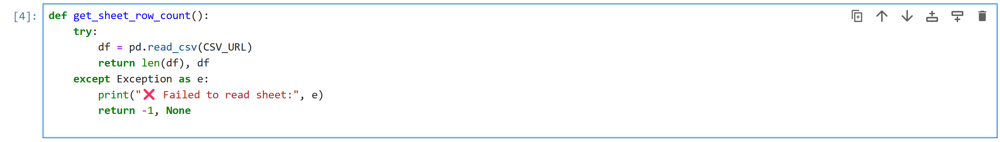 [4]: def get_sheet_row_count():
    try:
        df = pd.read_csv(CSV_URL)
        return len(df), df
    except Exception as e:
        print("❌ Failed to read sheet:", e)
        return -1, None